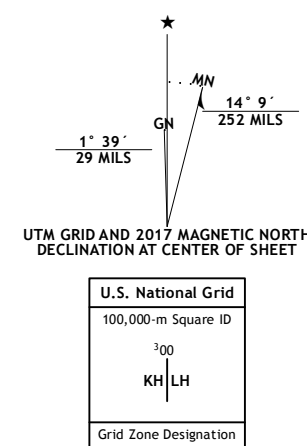 ★
MN
GN
14° 9´
252 MILS
1° 39´
29 MILS
UTM GRID AND 2017 MAGNETIC NORTH
DECLINATION AT CENTER OF SHEET
U.S. National Grid
100,000-m Square ID
³00
KH LH
Grid Zone Designation